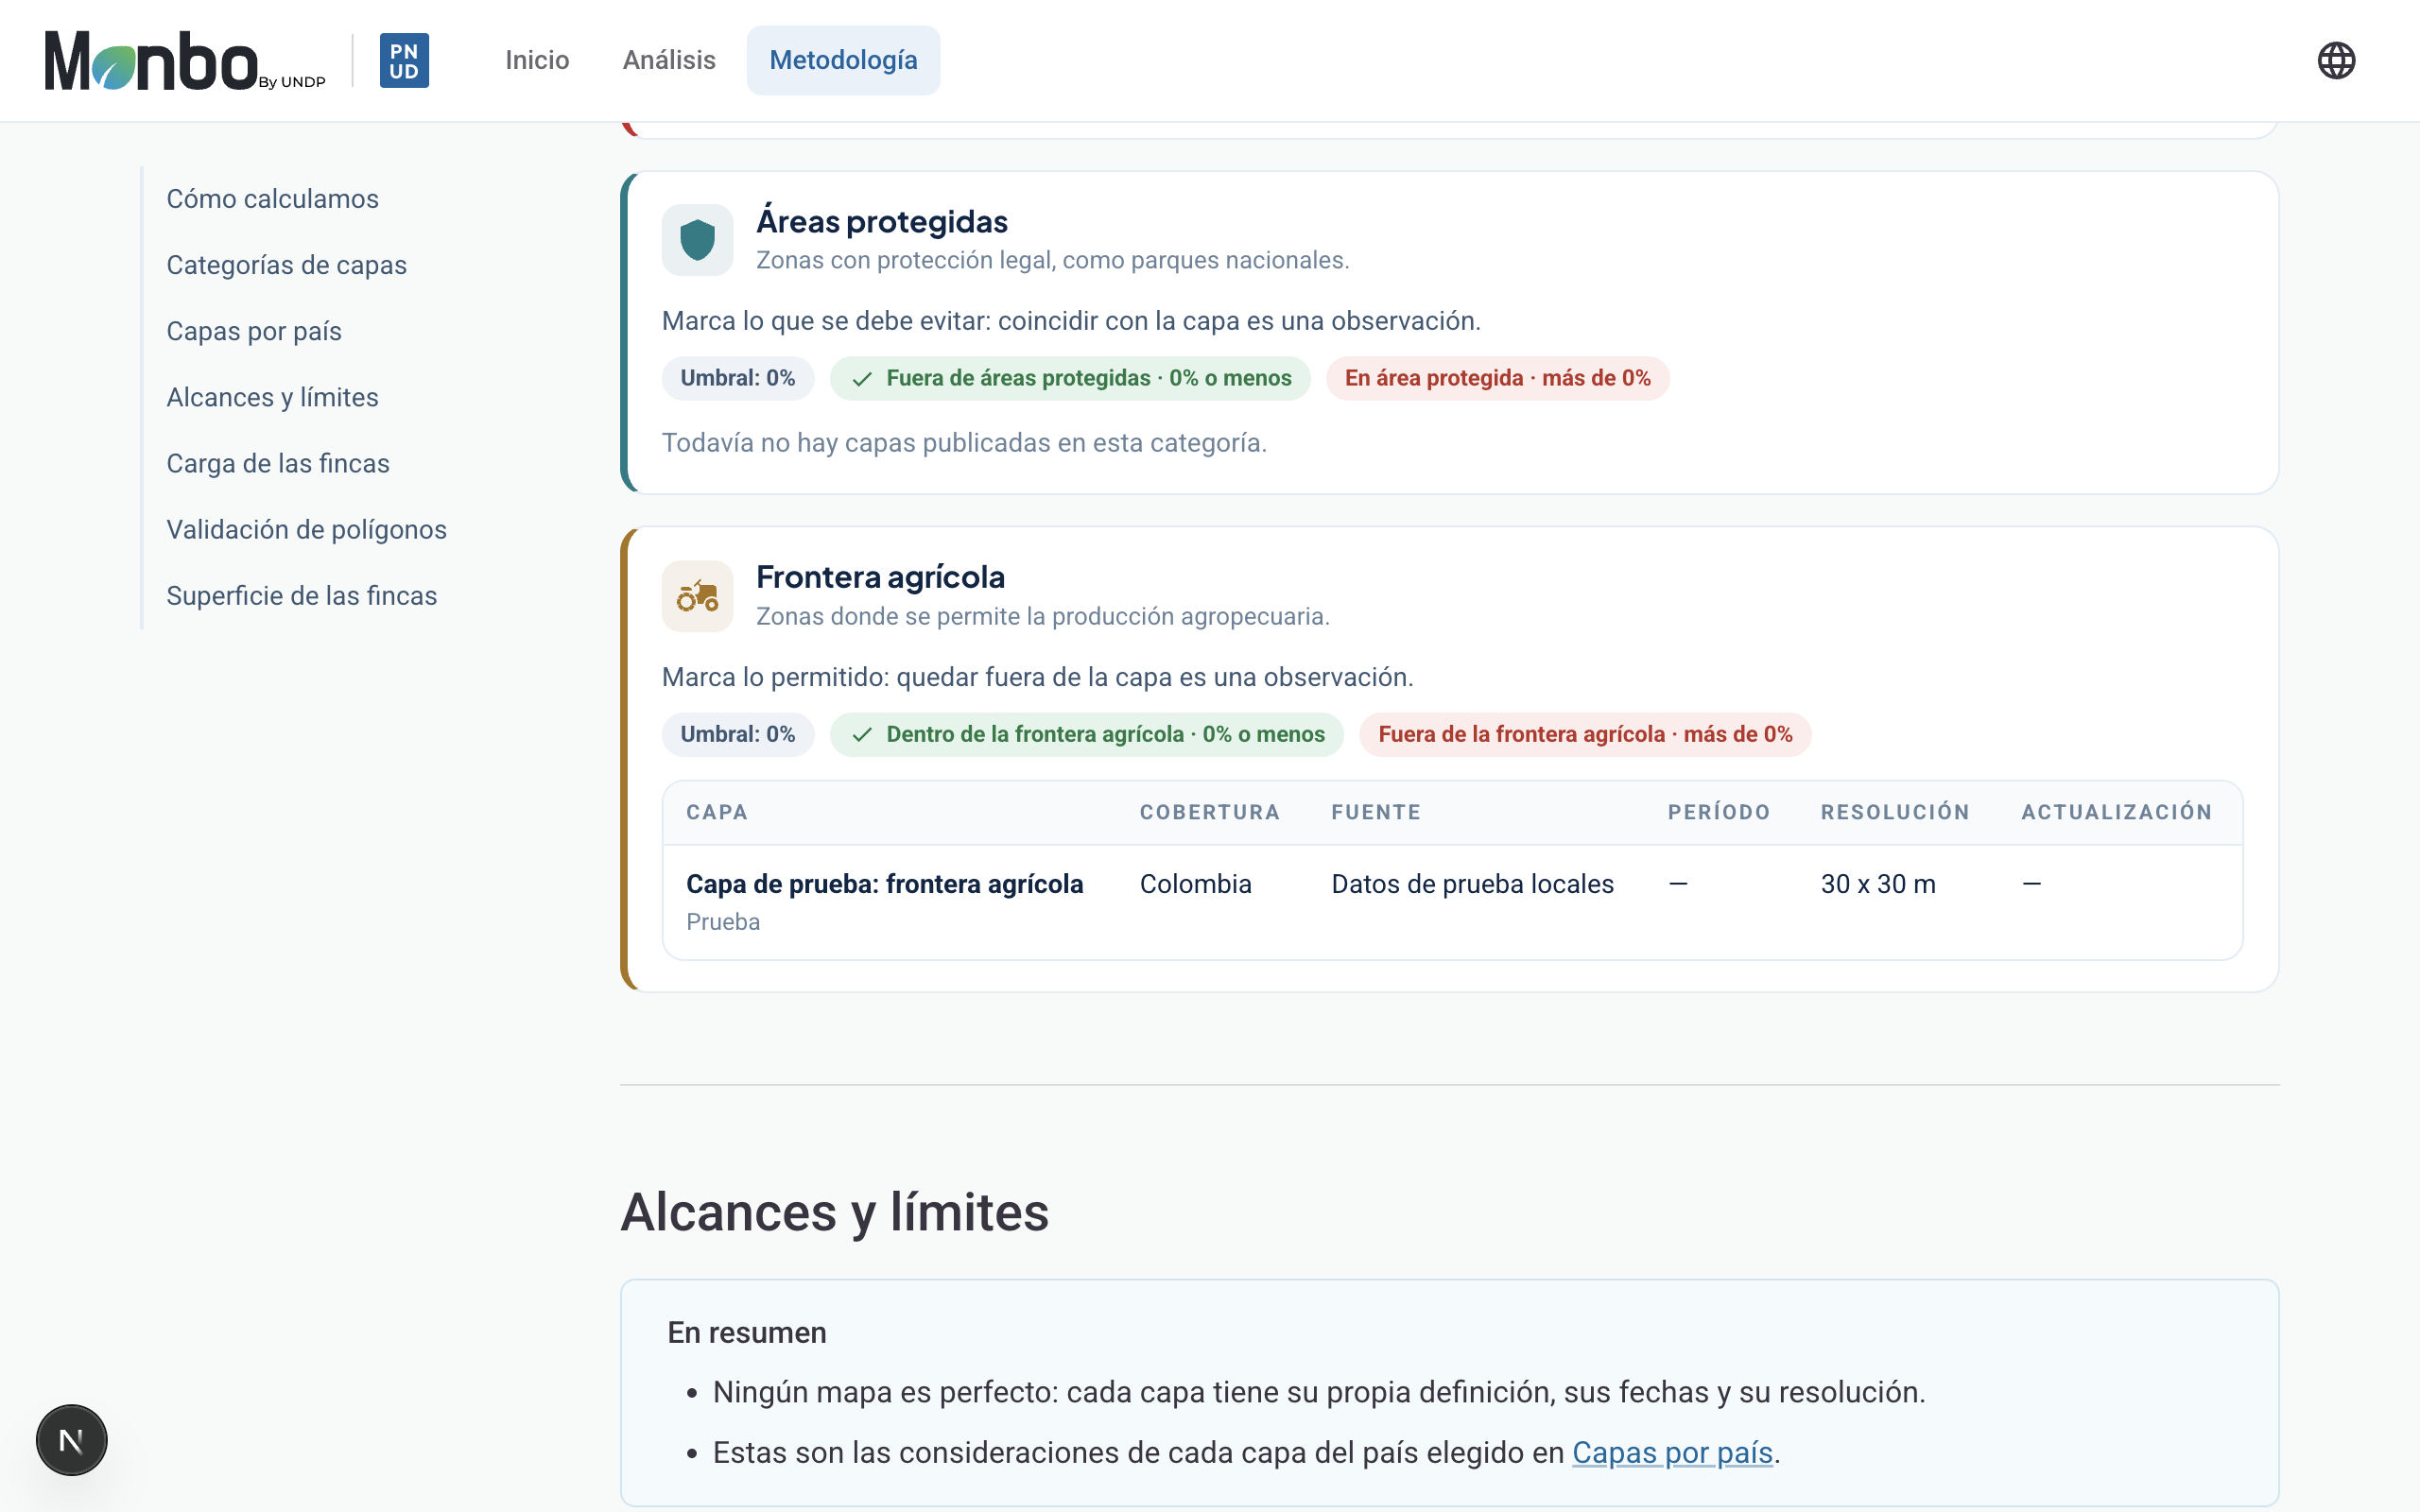 Monbo By UNDP
PN
UD
Inicio
Análisis
Metodología
Cómo calculamos
Categorías de capas
Capas por país
Alcances y límites
Carga de las fincas
Validación de polígonos
Superficie de las fincas
Áreas protegidas
Zonas con protección legal, como parques nacionales.
Marca lo que se debe evitar: coincidir con la capa es una observación.
Umbral: 0%
Fuera de áreas protegidas · 0% o menos
En área protegida · más de 0%
Todavía no hay capas publicadas en esta categoría.
Frontera agrícola
Zonas donde se permite la producción agropecuaria.
Marca lo permitido: quedar fuera de la capa es una observación.
Umbral: 0%
Dentro de la frontera agrícola · 0% o menos
Fuera de la frontera agrícola · más de 0%
CAPA COBERTURA FUENTE PERÍODO RESOLUCIÓN ACTUALIZACIÓN
Capa de prueba: frontera agrícola Colombia Datos de prueba locales — 30 x 30 m —
Prueba
Alcances y límites
En resumen
• Ningún mapa es perfecto: cada capa tiene su propia definición, sus fechas y su resolución.
• Estas son las consideraciones de cada capa del país elegido en Capas por país.
N